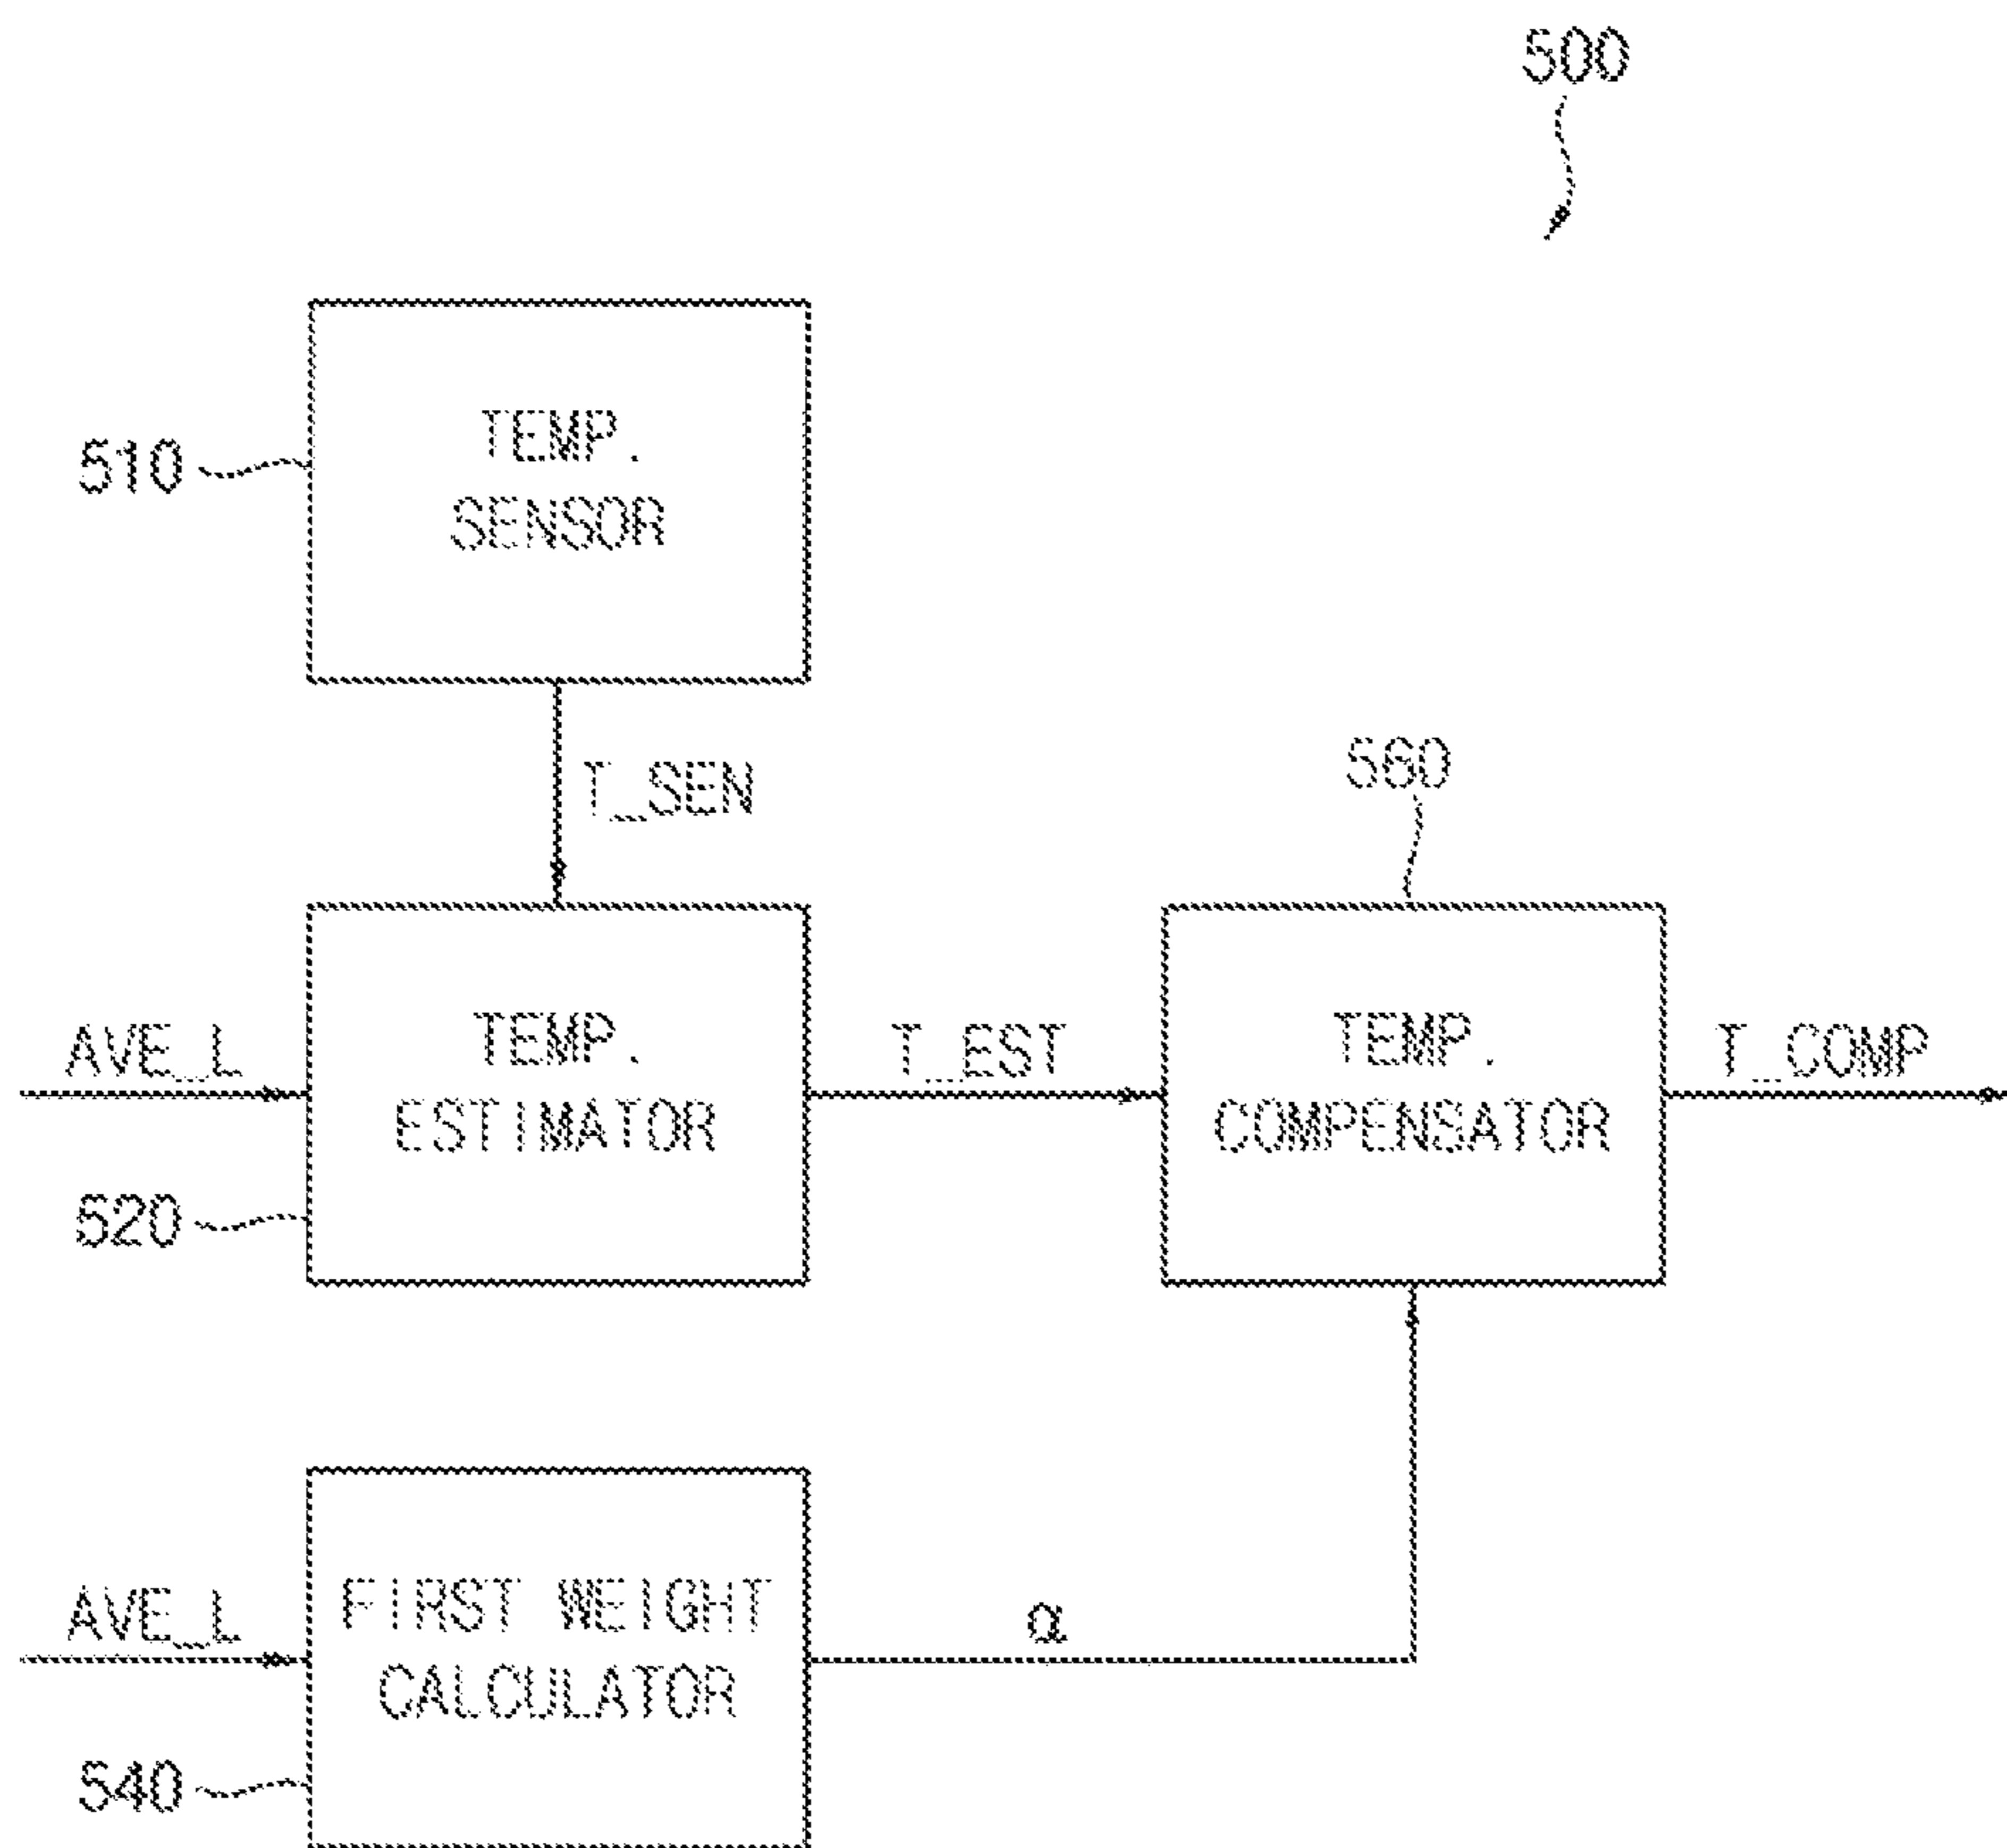 500
510
TEMP.
SENSOR
T_SEN
560
AVE_L
TEMP.
ESTIMATOR
T_EST
TEMP.
COMPENSATOR
T_COMP
520
AVE_L
FIRST WEIGHT
CALCULATOR
α
540